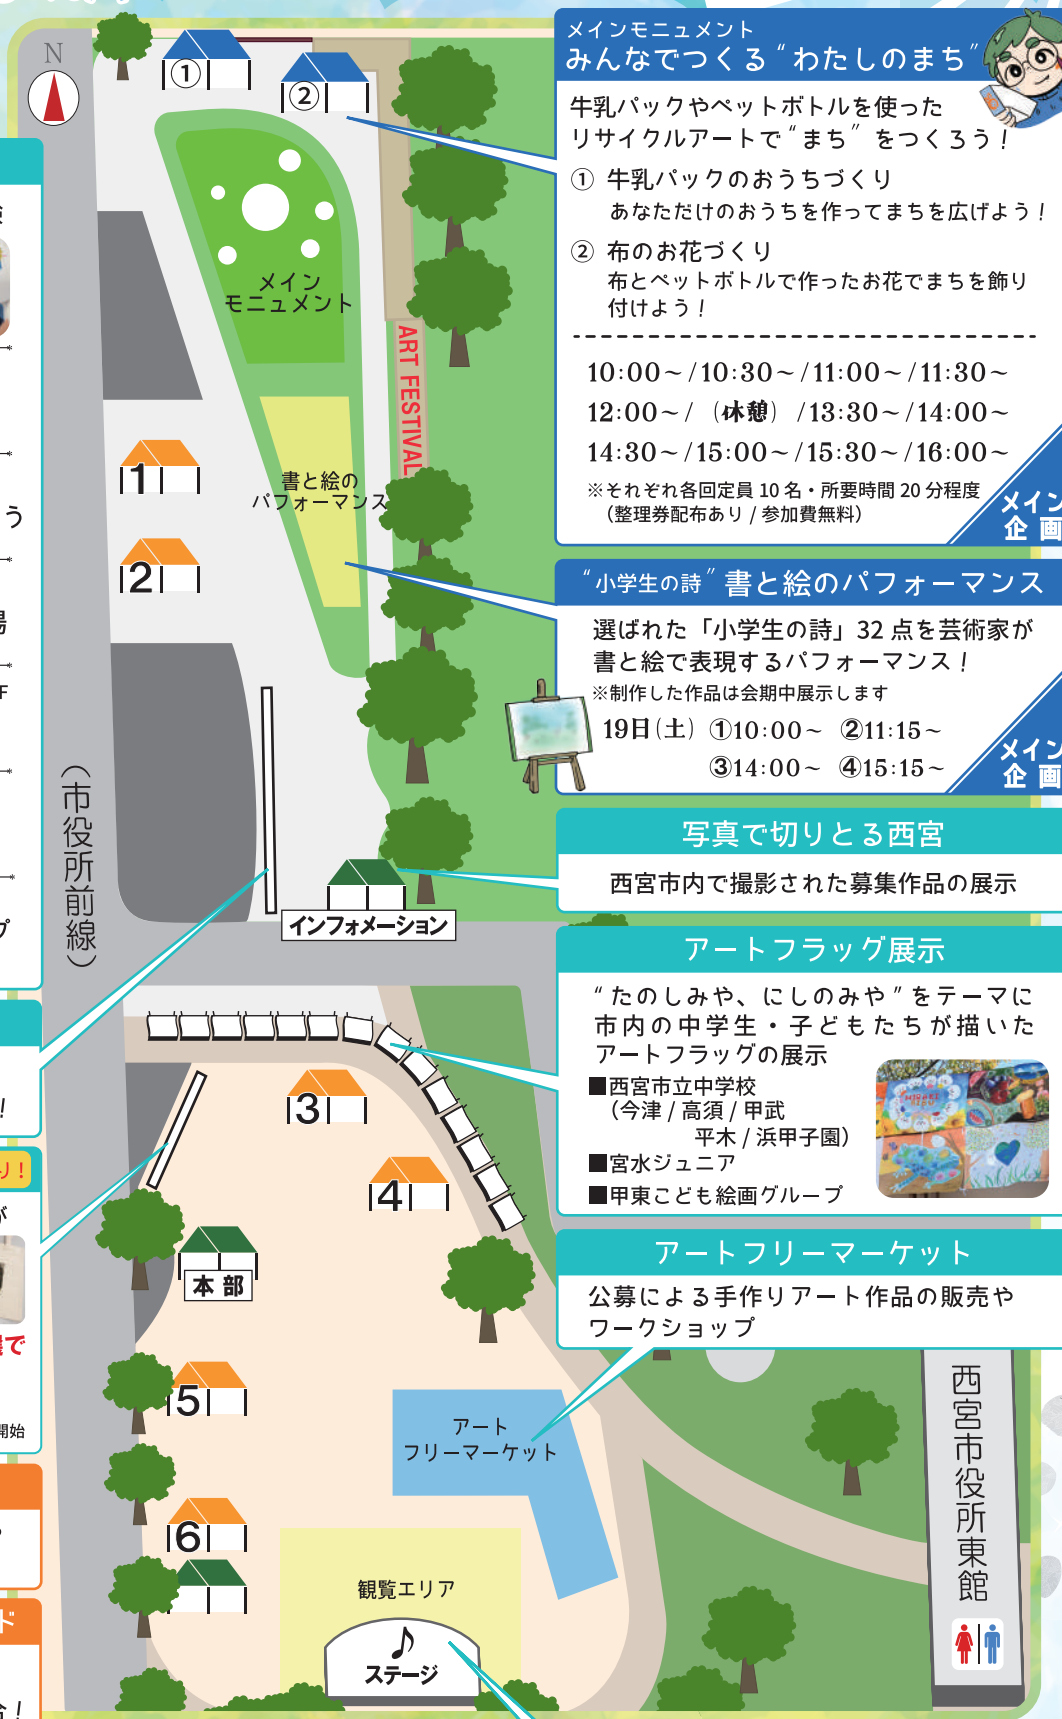 N
①
②
メイン
モニュメント
ART FESTIVAL
書と絵の
パフォーマンス
1
2
(市役所前線)
インフォメーション
3
4
本部
5
6
アート
フリーマーケット
観覧エリア
ステージ
西宮市役所東館
メインモニュメント
みんなでつくる“わたしのまち”
牛乳パックやペットボトルを使った
リサイクルアートで“まち”をつくろう!
① 牛乳パックのおうちづくり
あなただけのおうちを作ってまちを広げよう!
② 布のお花づくり
布とペットボトルで作ったお花でまちを飾り
付けよう!
10:00~/10:30~/11:00~/11:30~
12:00~/(休憩)/13:30~/14:00~
14:30~/15:00~/15:30~/16:00~
※それぞれ各回定員10名・所要時間20分程度
(整理券配布あり/参加費無料)
メイン
企画
“小学生の詩”書と絵のパフォーマンス
選ばれた「小学生の詩」32点を芸術家が
書と絵で表現するパフォーマンス!
※制作した作品は会期中展示します
19日(土) ①10:00~ ②11:15~
③14:00~ ④15:15~
メイン
企画
写真で切りとる西宮
西宮市内で撮影された募集作品の展示
アートフラッグ展示
“たのしみや、にしのみや”をテーマに
市内の中学生・子どもたちが描いた
アートフラッグの展示
■西宮市立中学校
(今津/高須/甲武
平木/浜甲子園)
■宮水ジュニア
■甲東こども絵画グループ
アートフリーマーケット
公募による手作りアート作品の販売や
ワークショップ
う
F
プ
!
り!
が
で
開始
ド
!